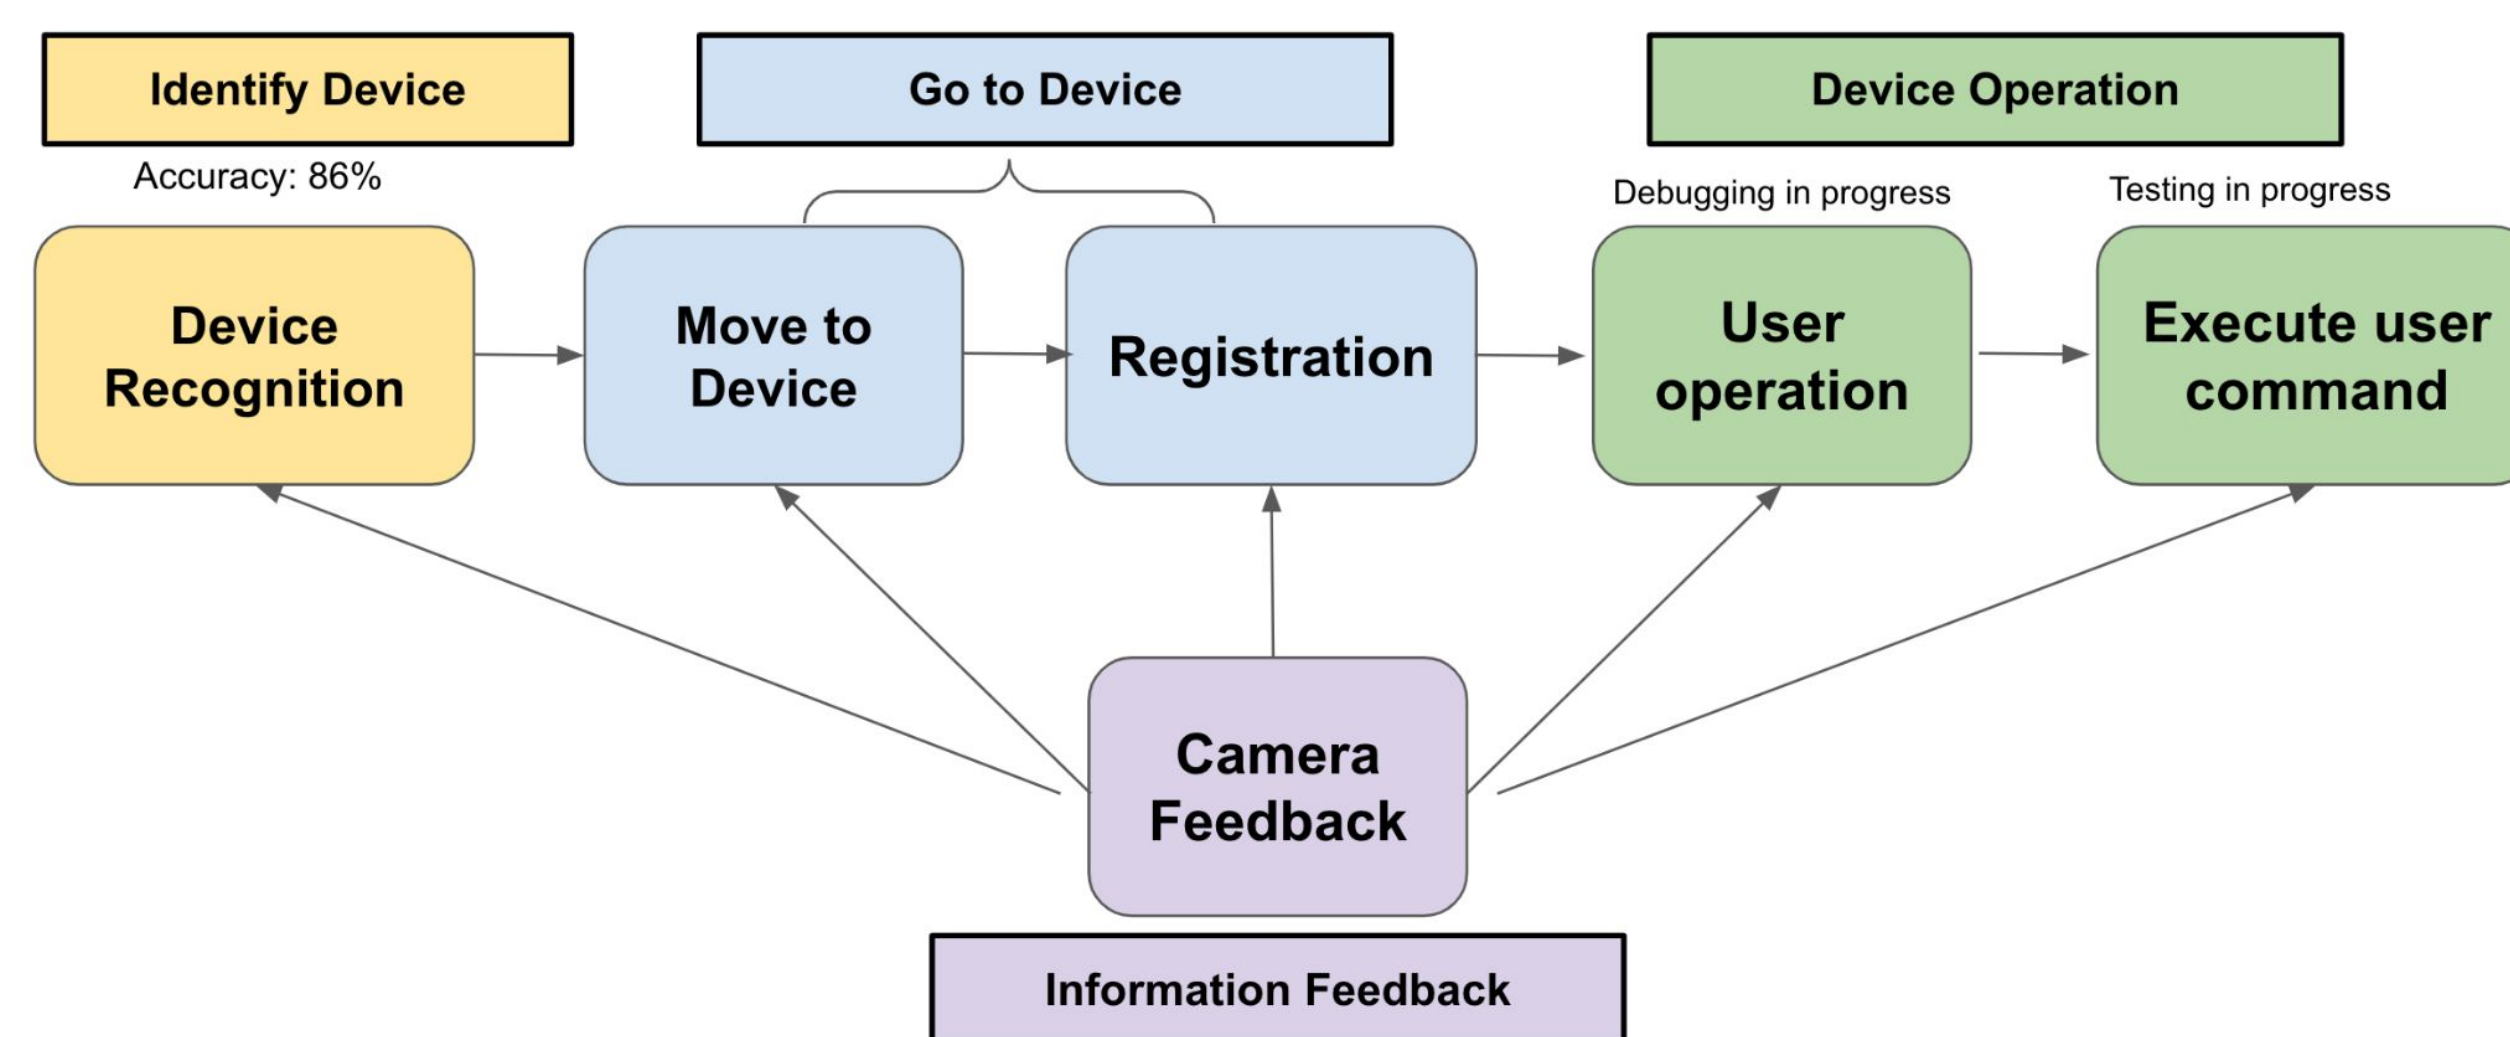 Identify Device
Go to Device
Device Operation
Accuracy: 86%
Debugging in progress
Testing in progress
Device
Recognition
Move to
Device
Registration
User
operation
Execute user
command
Camera
Feedback
Information Feedback